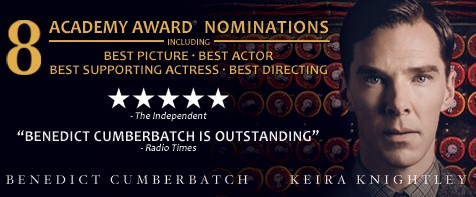 8 ACADEMY AWARD® NOMINATIONS
INCLUDING
BEST PICTURE · BEST ACTOR
BEST SUPPORTING ACTRESS · BEST DIRECTING
- The Independent
“BENEDICT CUMBERBATCH IS OUTSTANDING”
- Radio Times
BENEDICT CUMBERBATCH KEIRA KNIGHTLEY